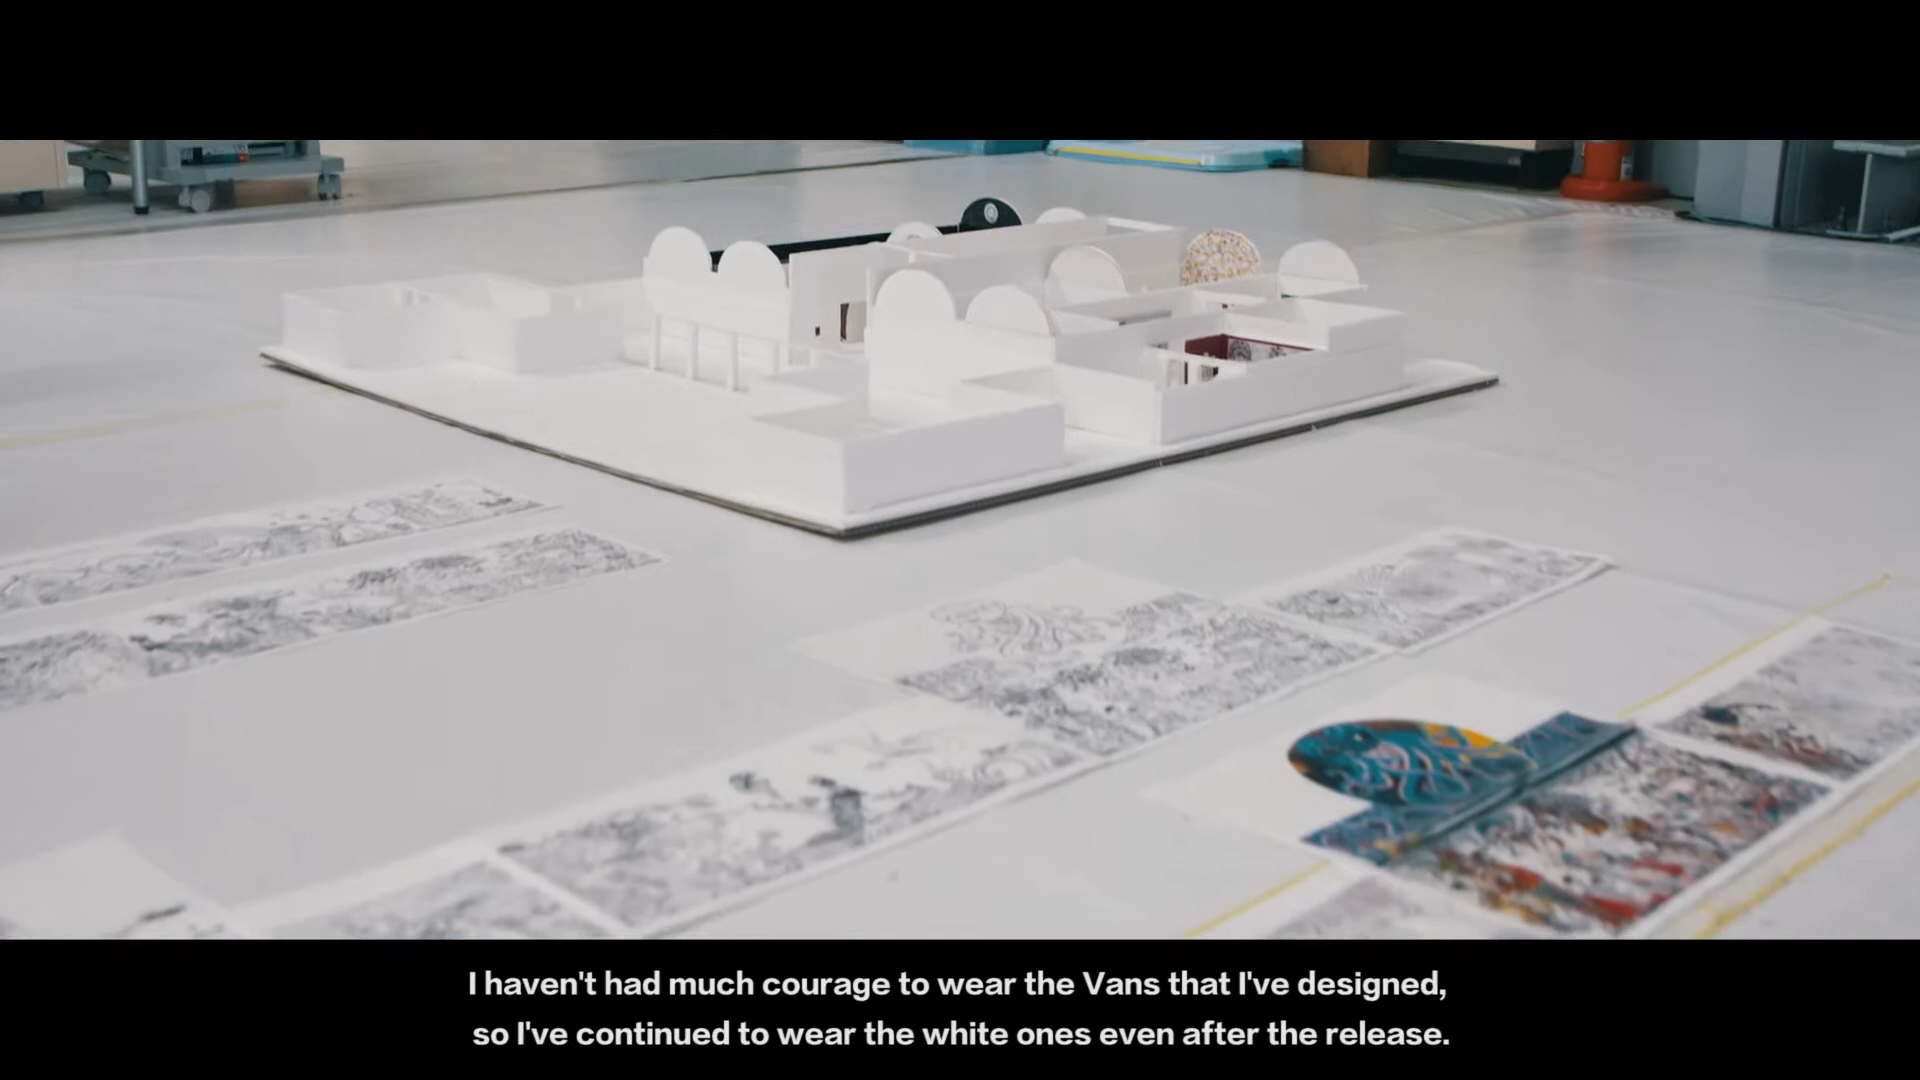 I haven't had much courage to wear the Vans that I've designed,
so I've continued to wear the white ones even after the release.